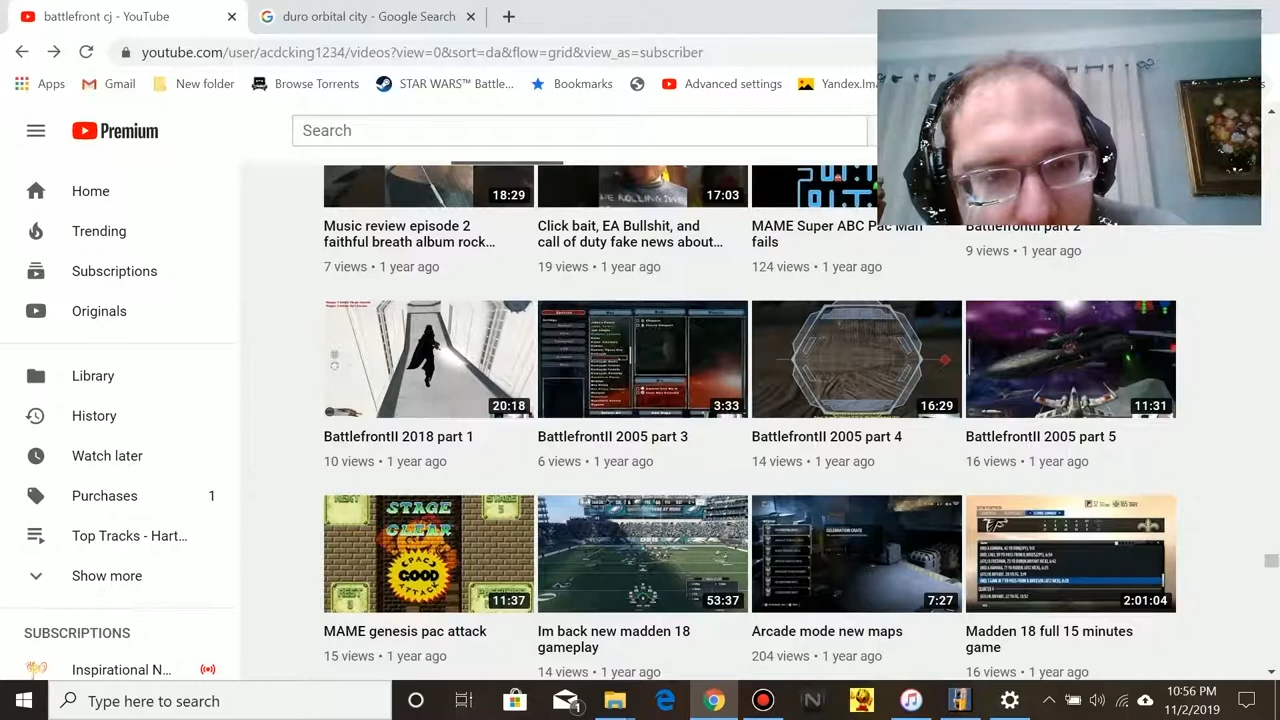 battlefront cj - YouTube
duro orbital city - Google Search
youtube.com/user/acdcking1234/videos?view=0&sort=da&flow=grid&view_as=subscriber
Apps
Gmail
New folder
Browse Torrents
STAR WARS™ Battle...
Bookmarks
Advanced settings
Yandex.Im
Premium
Search
Home
Trending
Subscriptions
Originals
Library
History
Watch later
Purchases 1
Top Tracks - Hart...
Show more
SUBSCRIPTIONS
Inspirational N...
18:29
Music review episode 2
faithful breath album rock...
7 views • 1 year ago
17:03
Click bait, EA Bullshit, and
call of duty fake news about...
19 views • 1 year ago
MAME Super ABC Pac Man
fails
124 views • 1 year ago
BattlefrontII part 2
9 views • 1 year ago
20:18
BattlefrontII 2018 part 1
10 views • 1 year ago
3:33
BattlefrontII 2005 part 3
6 views • 1 year ago
16:29
BattlefrontII 2005 part 4
14 views • 1 year ago
11:31
BattlefrontII 2005 part 5
16 views • 1 year ago
STAGE
CLEAR
11:37
MAME genesis pac attack
15 views • 1 year ago
53:37
Im back new madden 18
gameplay
14 views • 1 year ago
CELEBRATION CRATE
7:27
Arcade mode new maps
204 views • 1 year ago
2:01:04
Madden 18 full 15 minutes
game
16 views • 1 year ago
Type here to search
1
10:56 PM
11/2/2019